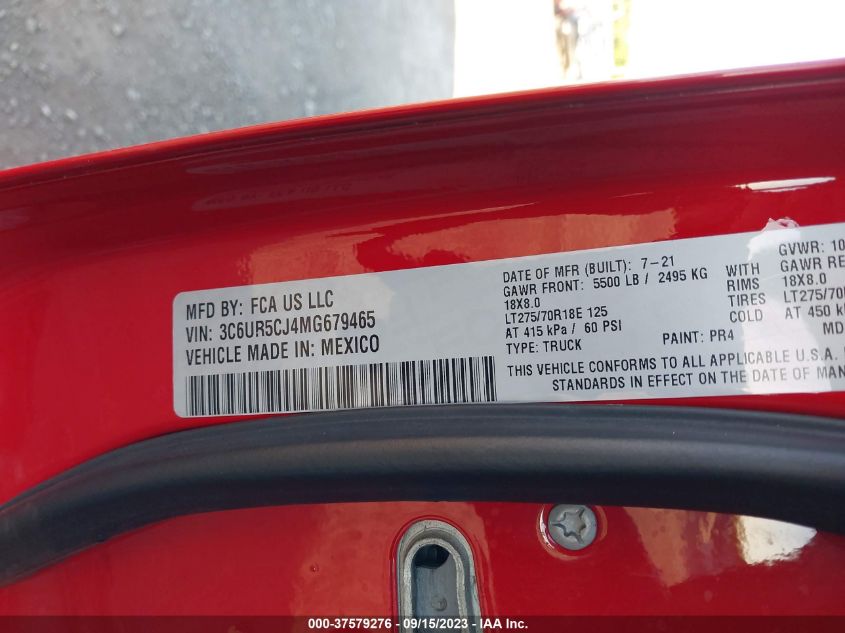 MFD BY: FCA US LLC
VIN: 3C6UR5CJ4MG679465
VEHICLE MADE IN: MEXICO
DATE OF MFR (BUILT): 7-21
GAWR FRONT: 5500 LB / 2495 KG
18X8.0
LT275/70R18E 125
AT 415 kPa / 60 PSI
TYPE: TRUCK
PAINT: PR4
WITH
RIMS
TIRES
COLD
GVWR: 10
GAWR RE
18X8.0
LT275/70
AT 450 k
MD
THIS VEHICLE CONFORMS TO ALL APPLICABLE U.S.A.
STANDARDS IN EFFECT ON THE DATE OF MAN
000-37579276 - 09/15/2023 - IAA Inc.